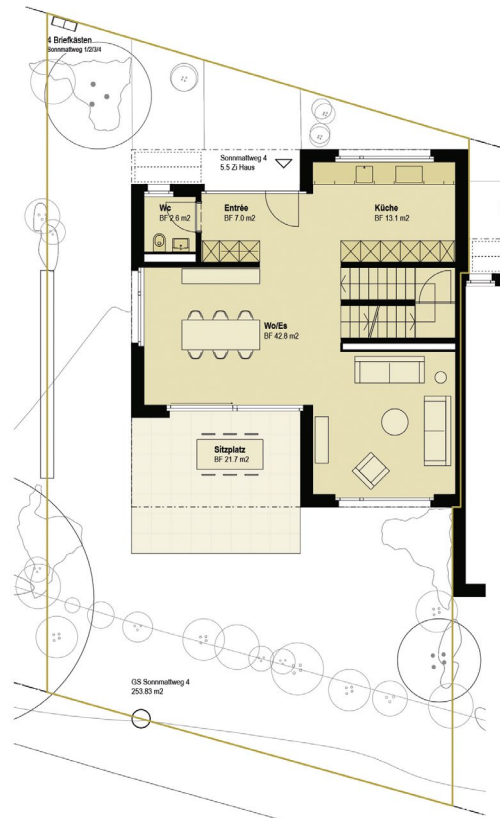 4 Briefkästen
Sonnmattweg 1/2/3/4
Sonnmattweg 4
5.5 Zi Haus
Wc
BF 2.6 m2
Entrée
BF 7.0 m2
Küche
BF 13.1 m2
Wo/Es
BF 42.8 m2
Sitzplatz
BF 21.7 m2
GS Sonnmattweg 4
253.83 m2